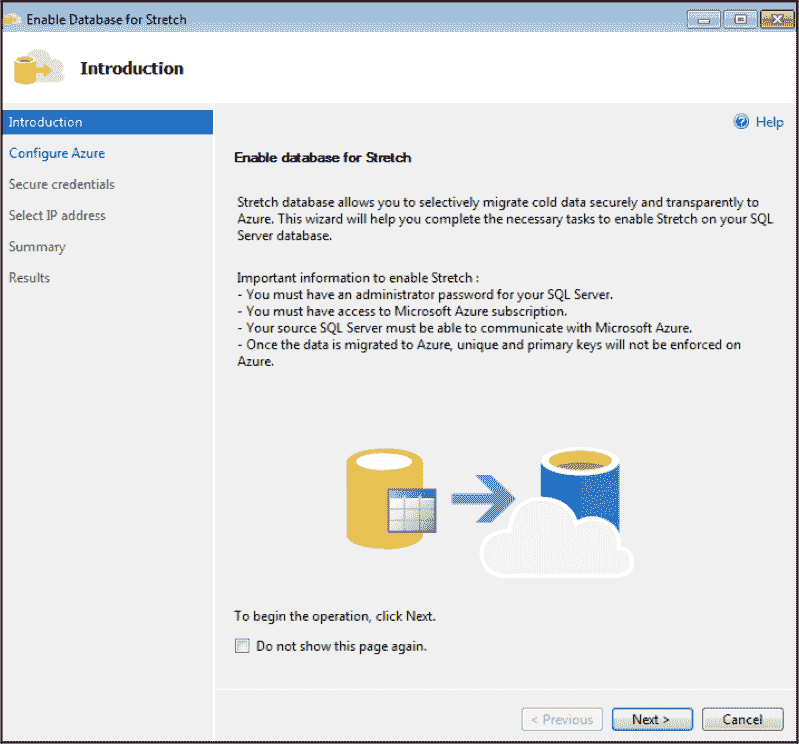 Enable Database for Stretch
Introduction
Introduction
Configure Azure
Secure credentials
Select IP address
Summary
Results
Help
Enable database for Stretch
Stretch database allows you to selectively migrate cold data securely and transparently to
Azure. This wizard will help you complete the necessary tasks to enable Stretch on your SQL
Server database.
Important information to enable Stretch :
- You must have an administrator password for your SQL Server.
- You must have access to Microsoft Azure subscription.
- Your source SQL Server must be able to communicate with Microsoft Azure.
- Once the data is migrated to Azure, unique and primary keys will not be enforced on
Azure.
To begin the operation, click Next.
Do not show this page again.
< Previous
Next >
Cancel